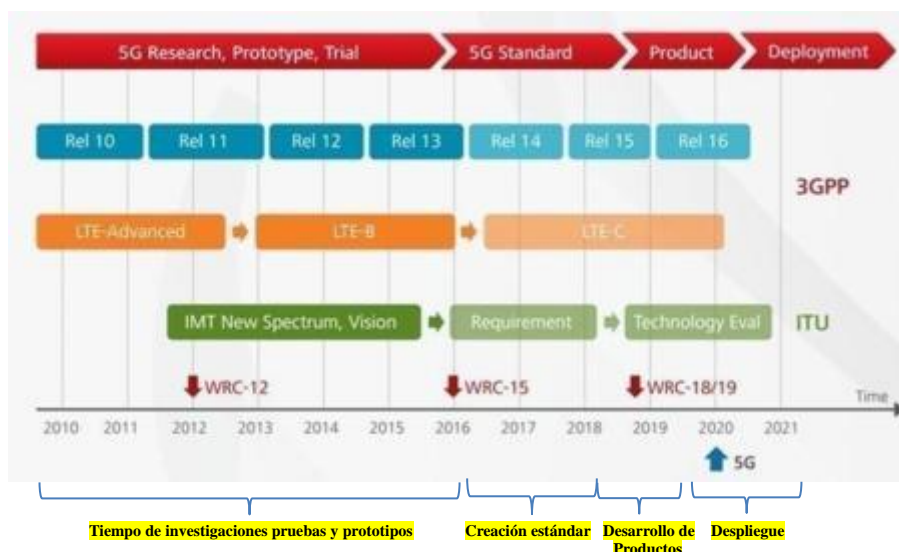 5G Research, Prototype, Trial 5G Standard Product Deployment
Rel 10 Rel 11 Rel 12 Rel 13 Rel 14 Rel 15 Rel 16
3GPP
LTE-Advanced LTE-B LTE-C
IMT New Spectrum, Vision Requirement Technology Eval ITU
WRC-12 WRC-15 WRC-18/19
Time
2010 2011 2012 2013 2014 2015 2016 2017 2018 2019 2020 2021
5G
Tiempo de investigaciones pruebas y prototipos Creación estándar Desarrollo de Despliegue
Productos